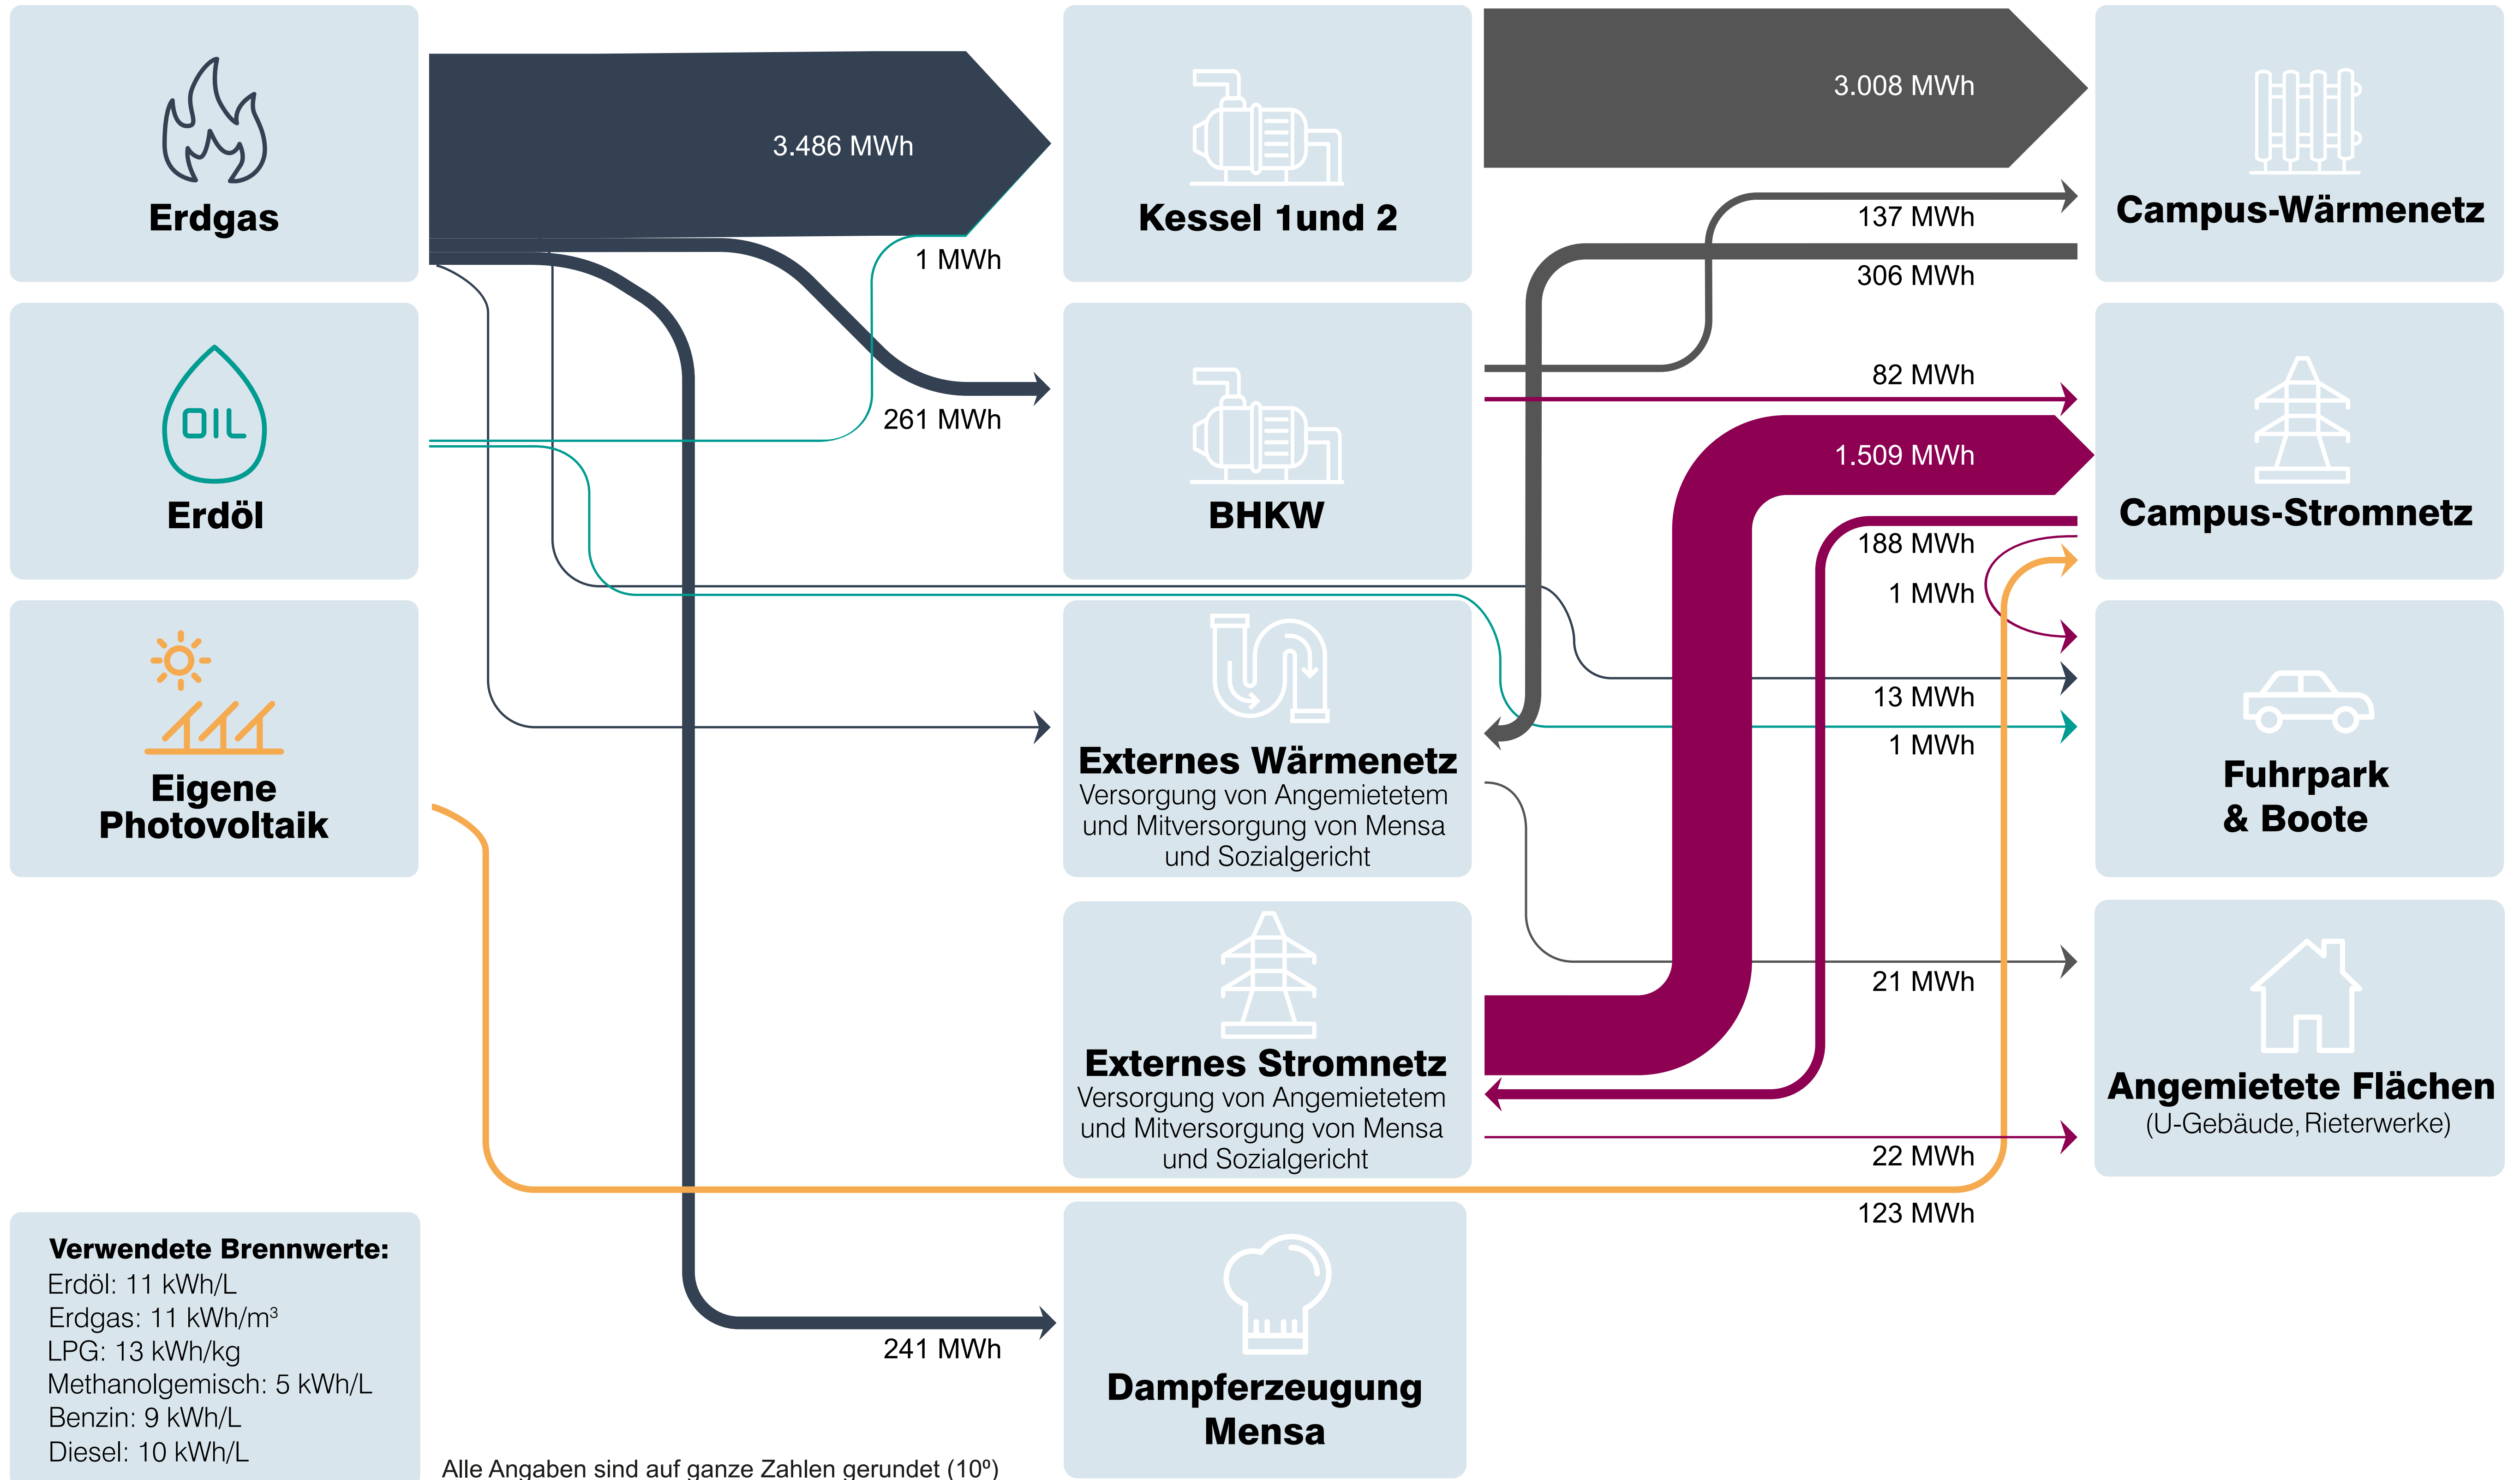 Erdgas
3.486 MWh
1 MWh
Kessel 1und 2
3.008 MWh
137 MWh
306 MWh
Campus-Wärmenetz
OIL
Erdöl
261 MWh
BHKW
82 MWh
1.509 MWh
188 MWh
1 MWh
Campus-Stromnetz
Eigene
Photovoltaik
Externes Wärmenetz
Versorgung von Angemietetem
und Mitversorgung von Mensa
und Sozialgericht
13 MWh
1 MWh
Fuhrpark
& Boote
Externes Stromnetz
Versorgung von Angemietetem
und Mitversorgung von Mensa
und Sozialgericht
21 MWh
22 MWh
123 MWh
Angemietete Flächen
(U-Gebäude, Rieterwerke)
Verwendete Brennwerte:
Erdöl: 11 kWh/L
Erdgas: 11 kWh/m³
LPG: 13 kWh/kg
Methanolgemisch: 5 kWh/L
Benzin: 9 kWh/L
Diesel: 10 kWh/L
241 MWh
Dampferzeugung
Mensa
Alle Angaben sind auf ganze Zahlen gerundet (10⁰)